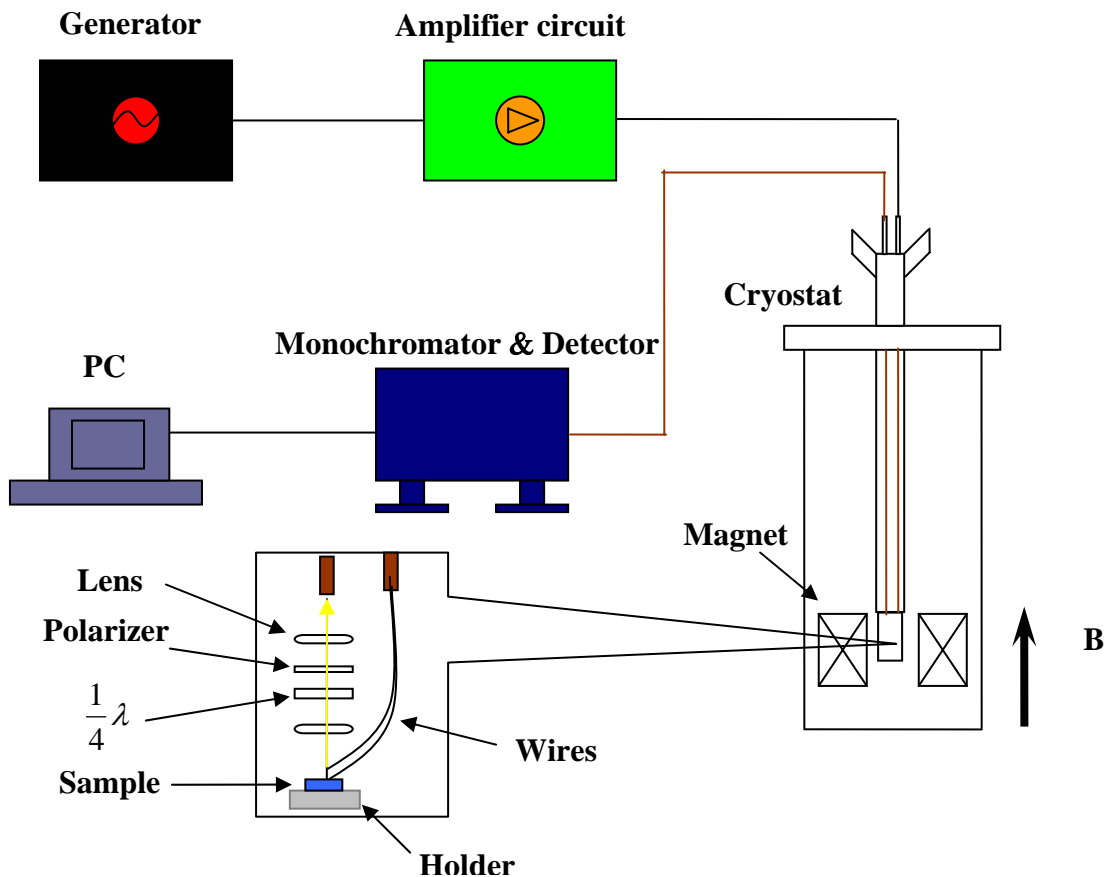 Generator
Amplifier circuit
Cryostat
Monochromator & Detector
PC
Magnet
Lens
Polarizer
B
1/4 λ
Wires
Sample
Holder